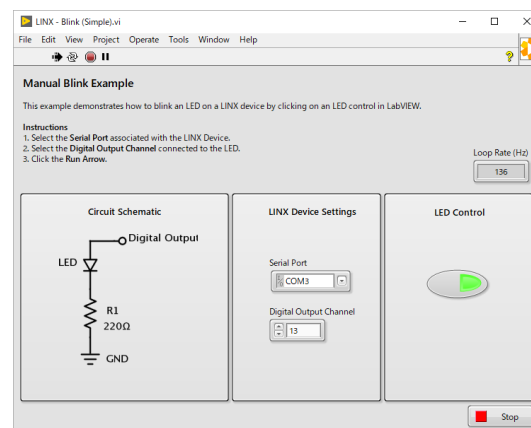 LINX - Blink (Simple).vi
File Edit View Project Operate Tools Window Help
?
Manual Blink Example
This example demonstrates how to blink an LED on a LINX device by clicking on an LED control in LabVIEW.
Instructions
1. Select the Serial Port associated with the LINX Device.
2. Select the Digital Output Channel connected to the LED.
3. Click the Run Arrow.
Loop Rate (Hz)
136
Circuit Schematic
Digital Output
LED
R1
220Ω
GND
LINX Device Settings
Serial Port
COM3
Digital Output Channel
13
LED Control
Stop